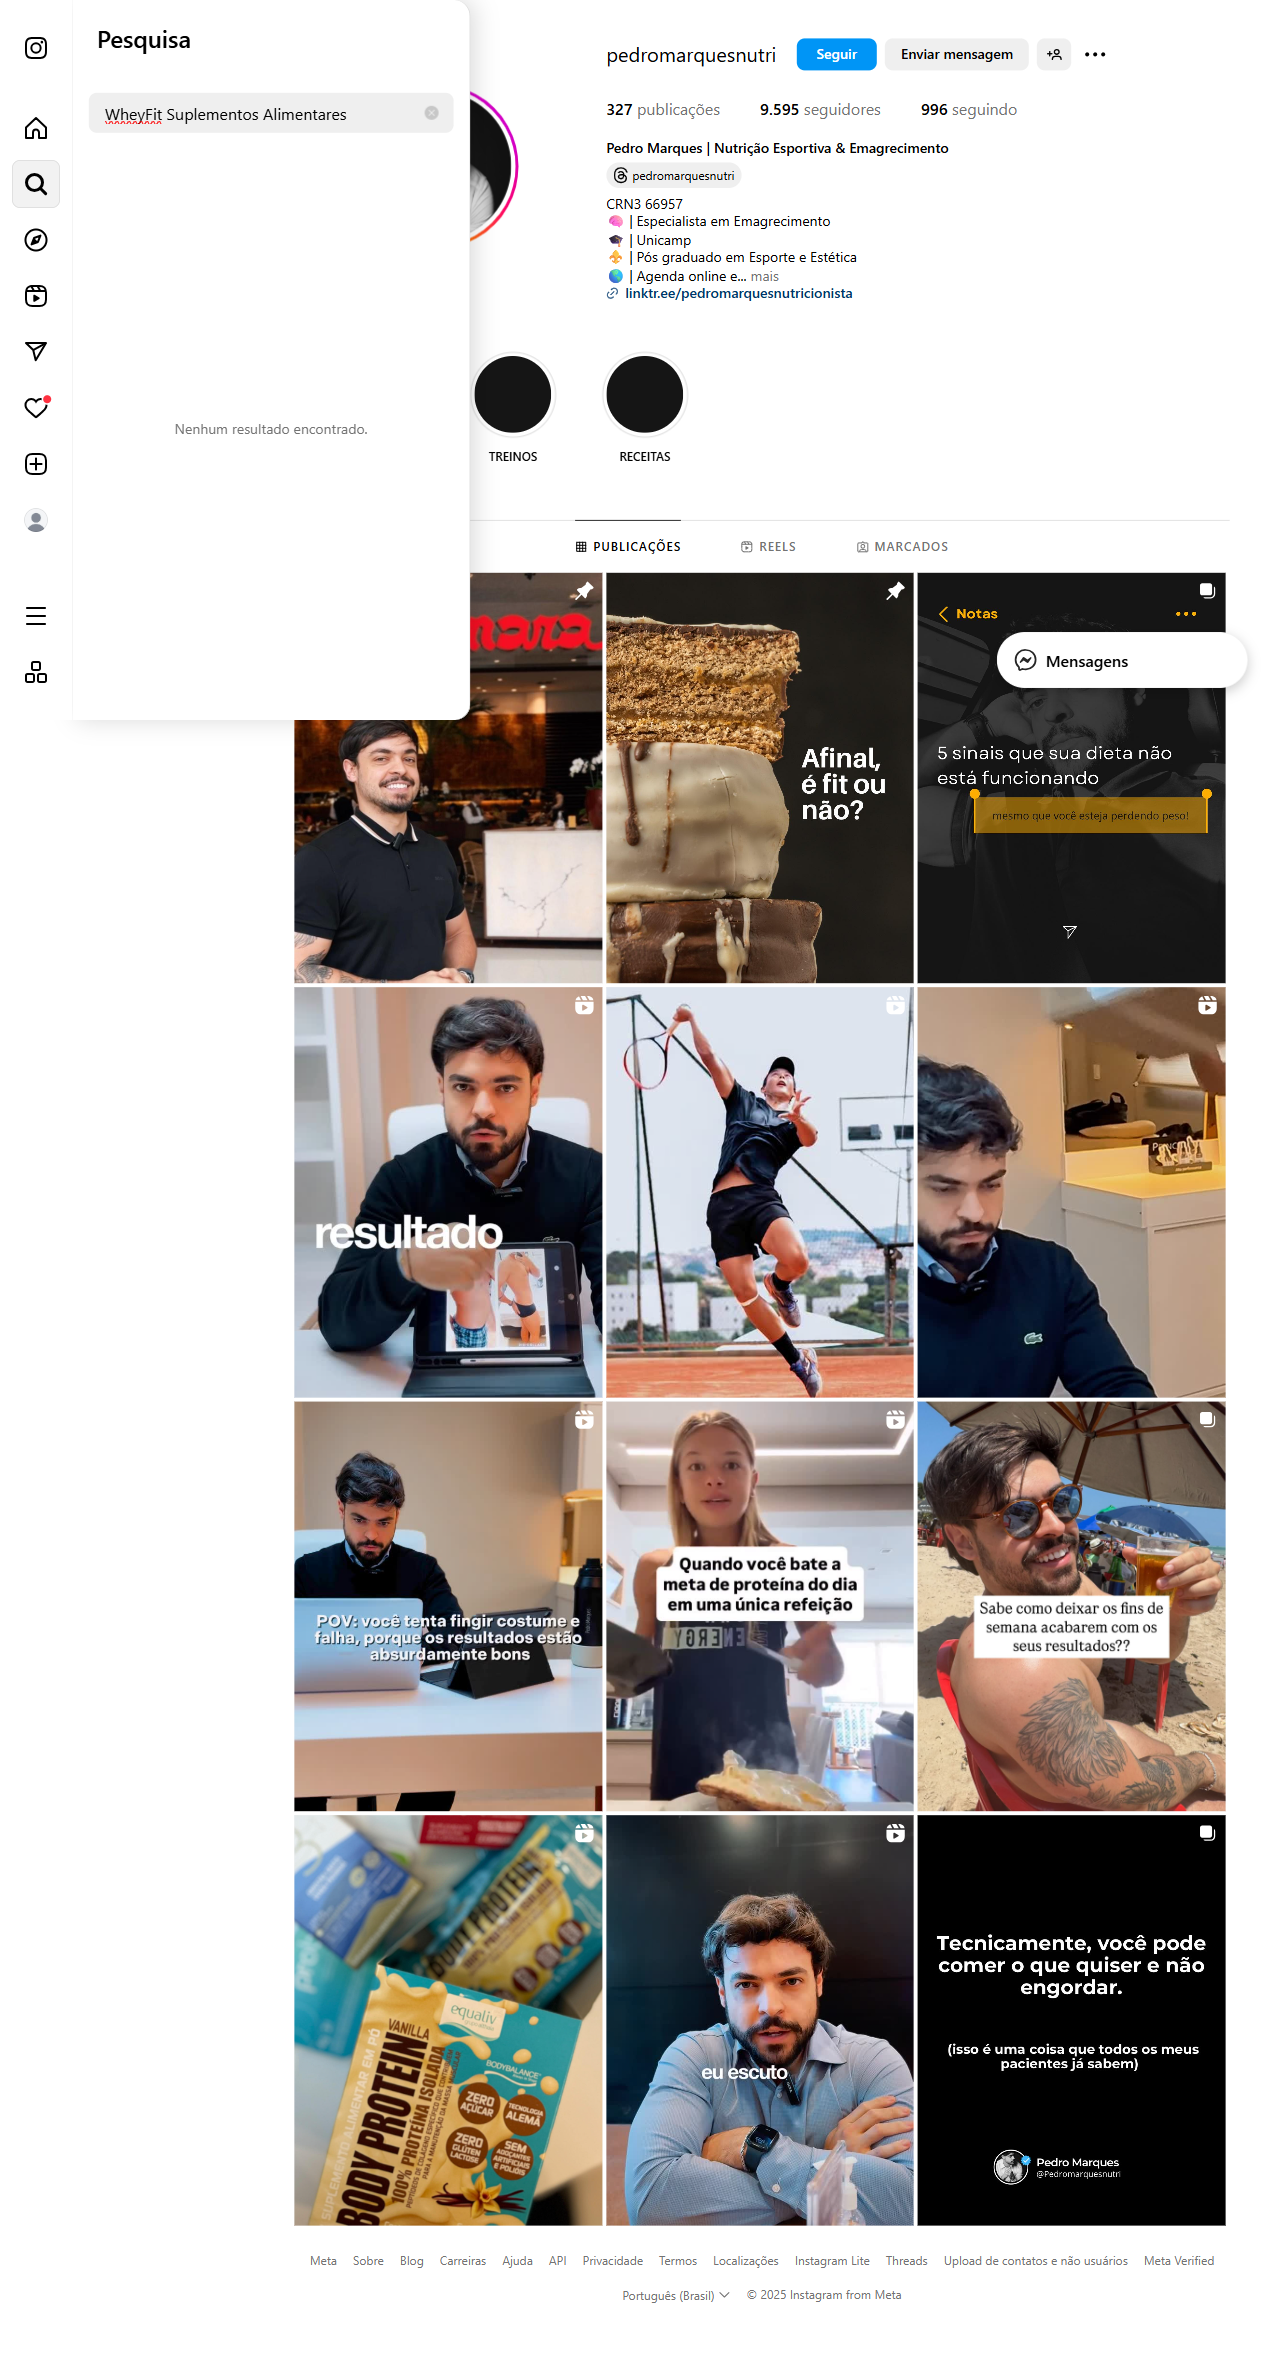 Pesquisa
WheyFit Suplementos Alimentares
Nenhum resultado encontrado.
pedromarquesnutri
Seguir
Enviar mensagem
327 publicações
9.595 seguidores
996 seguindo
Pedro Marques | Nutrição Esportiva & Emagrecimento
pedromarquesnutri
CRN3 66957
🧠 | Especialista em Emagrecimento
🎓 | Unicamp
⚜️ | Pós graduado em Esporte e Estética
🌎 | Agenda online e... mais
linktr.ee/pedromarquesnutricionista
TREINOS
RECEITAS
PUBLICAÇÕES
REELS
MARCADOS
Afinal,
é fit ou
não?
Notas
Mensagens
5 sinais que sua dieta não
está funcionando
mesmo que você esteja perdendo peso!
resultado
POV: você tenta fingir costume e
falha, porque os resultados estão
absurdamente bons
Quando você bate a
meta de proteína do dia
em uma única refeição
ENERGY
Sabe como deixar os fins de
semana acabarem com os
seus resultados??
BODY PROTEIN
equaliv
VANILLA
SUPLEMENTO ALIMENTAR EM PÓ
BODY PROTEIN
100% PROTEÍNA ISOLADA
BODYBALANCE
ZERO
AÇÚCAR
TECNOLOGIA
ALEMÃ
ZERO
GLÚTEN
LACTOSE
SEM
ADOÇANTES
ARTIFICIAIS
E POLIÓIS
eu escuto
Tecnicamente, você pode
comer o que quiser e não
engordar.
(isso é uma coisa que todos os meus
pacientes já sabem)
Pedro Marques
@Pedromarquesnutri
Meta
Sobre
Blog
Carreiras
Ajuda
API
Privacidade
Termos
Localizações
Instagram Lite
Threads
Upload de contatos e não usuários
Meta Verified
Português (Brasil)
© 2025 Instagram from Meta